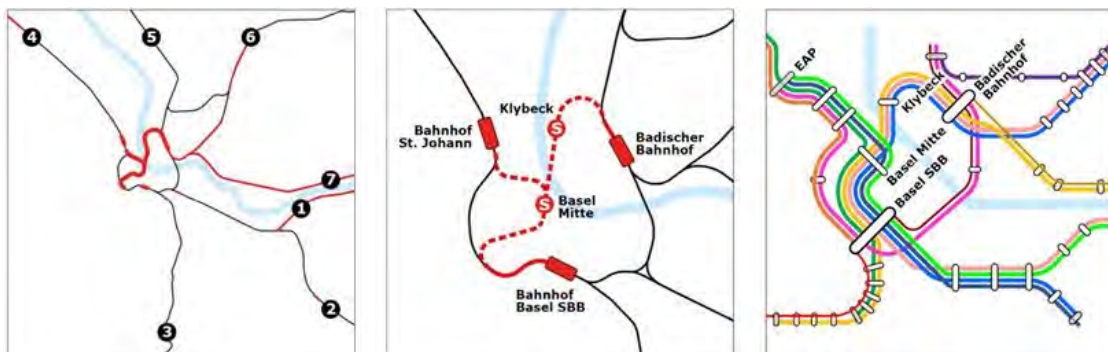 4
5
6
7
1
2
3
Klybeck
S
Bahnhof
St. Johann
Badischer
Bahnhof
S
Basel
Mitte
Bahnhof
Basel SBB
EAP
Klybeck
Badischer
Bahnhof
Basel Mitte
Basel SBB